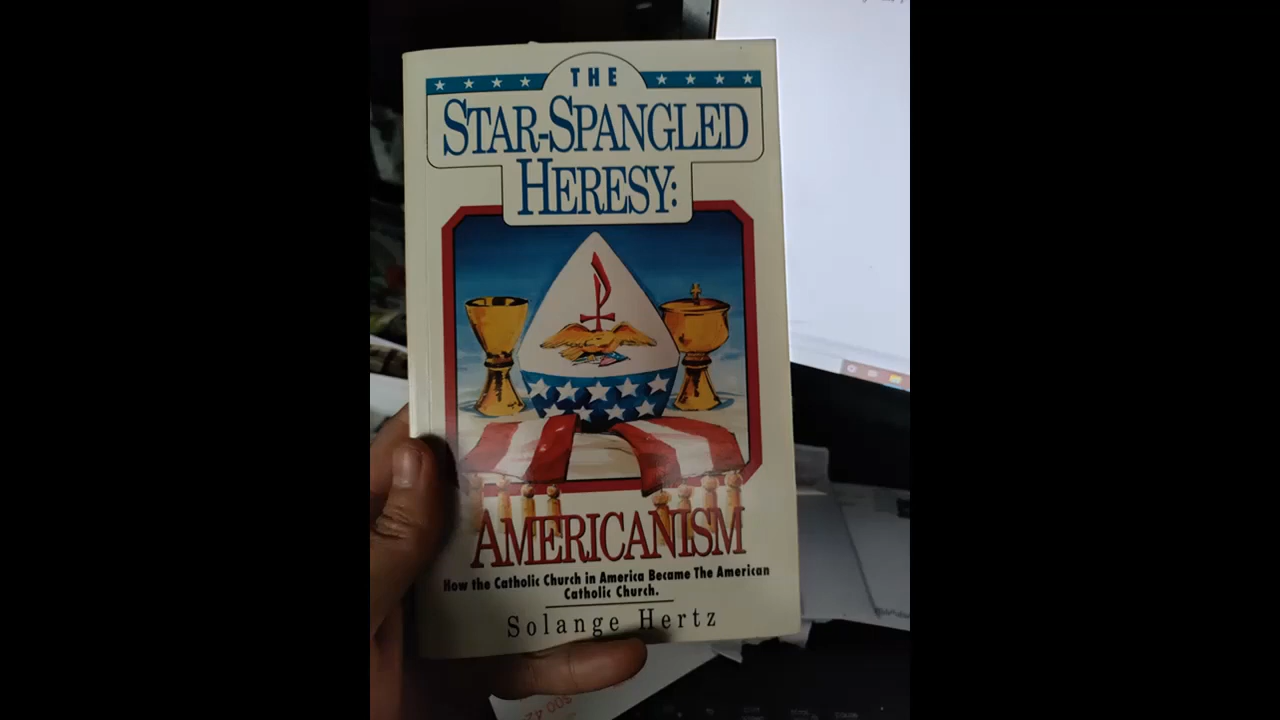 THE
STAR-SPANGLED
HERESY:
AMERICANISM
How the Catholic Church in America Became The American
Catholic Church.
Solange Hertz